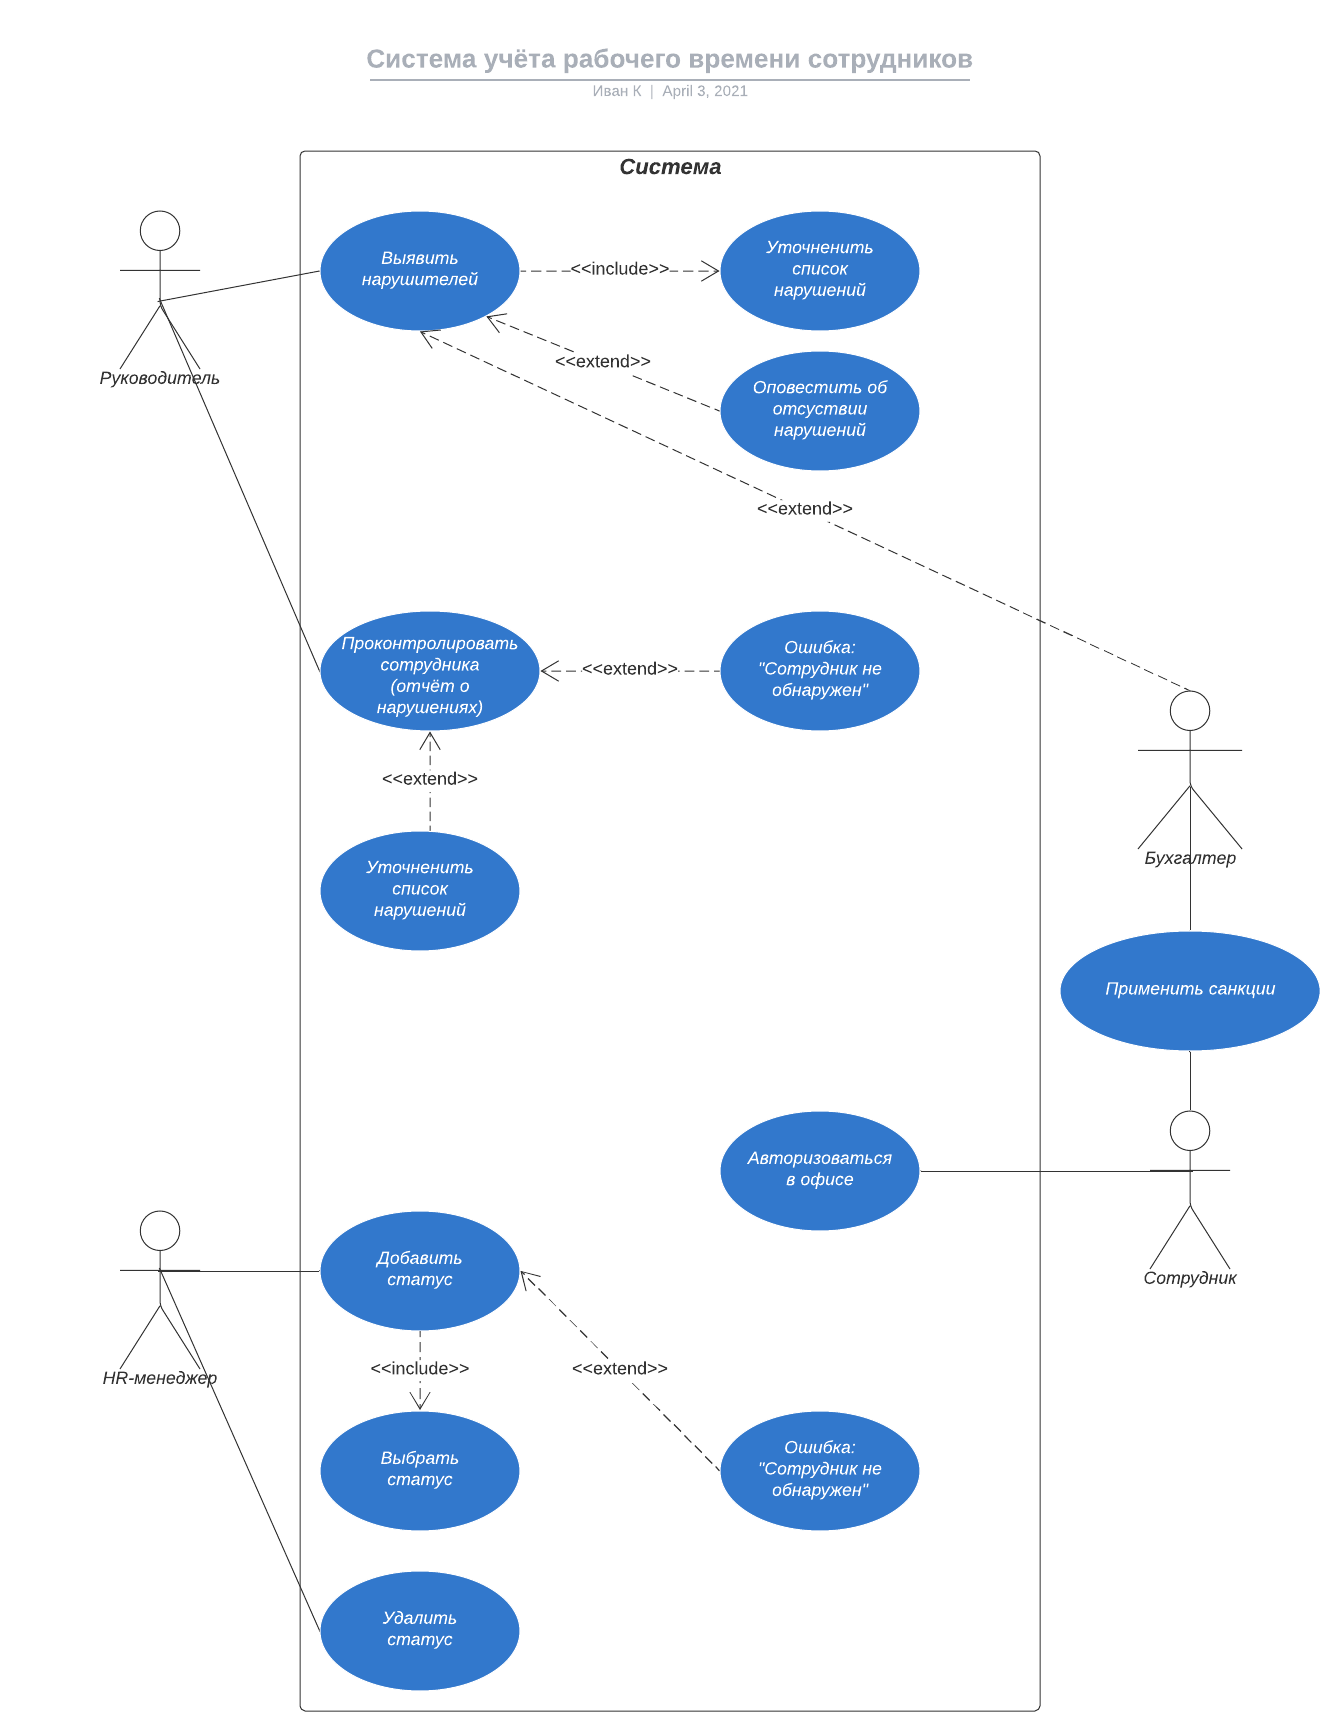 Система учёта рабочего времени сотрудников
Иван К | April 3, 2021
Система
Выявить
нарушителей
<<include>>
Уточненить
список
нарушений
Руководитель
<<extend>>
Оповестить об
отсуствии
нарушений
<<extend>>
Проконтролировать
сотрудника
(отчёт о
нарушениях)
<<extend>>
Ошибка:
"Сотрудник не
обнаружен"
<<extend>>
Уточненить
список
нарушений
Бухгалтер
Применить санкции
Авторизоваться
в офисе
Сотрудник
Добавить
статус
HR-менеджер
<<include>>
<<extend>>
Выбрать
статус
Ошибка:
"Сотрудник не
обнаружен"
Удалить
статус